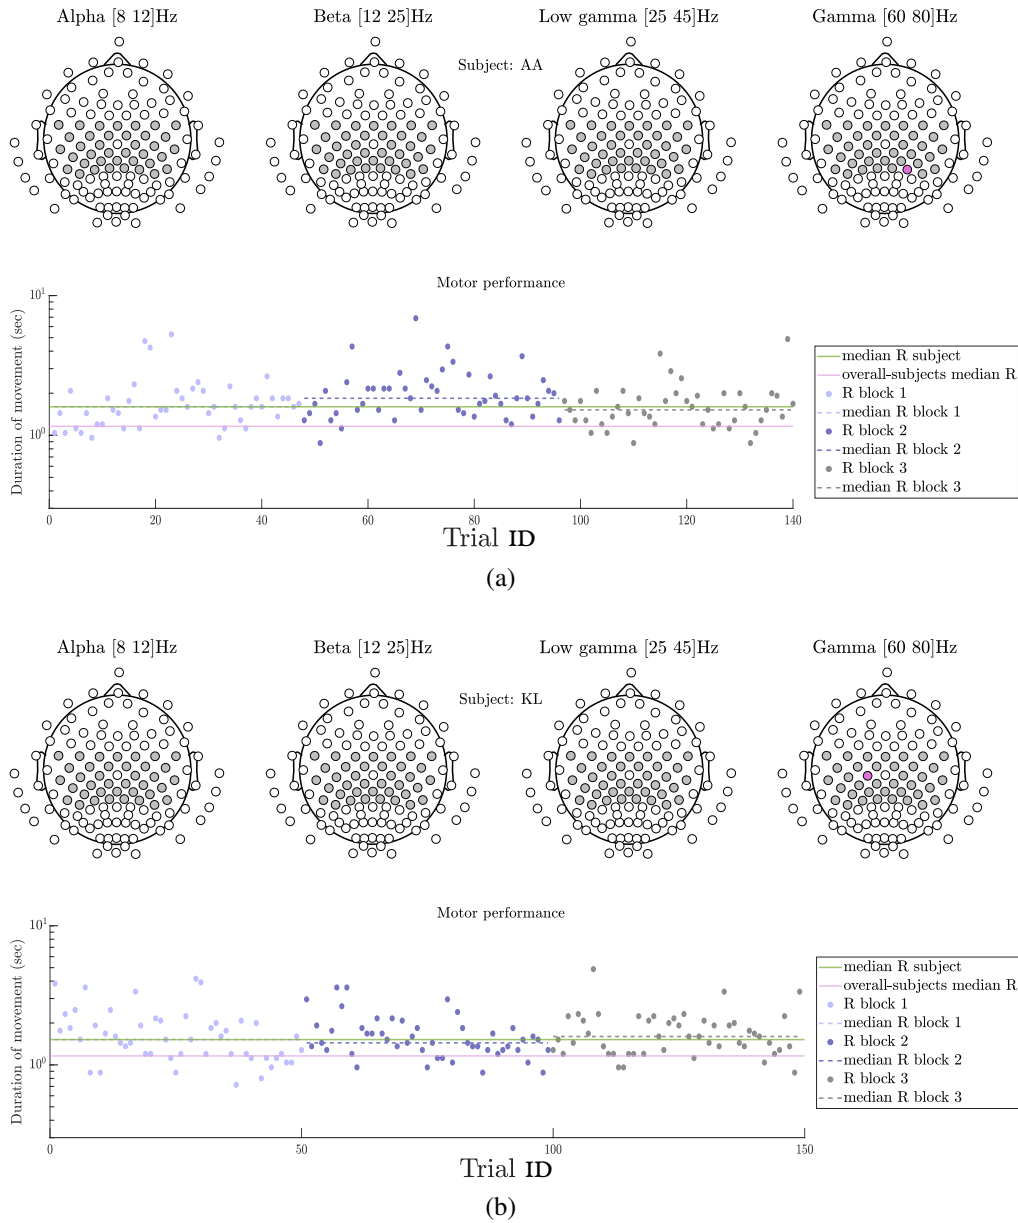 Alpha [8 12]Hz Beta [12 25]Hz Low gamma [25 45]Hz Gamma [60 80]Hz
Subject: AA
Motor performance
Duration of movement (sec)
10^1
10^0
0 20 40 60 80 100 120 140
Trial ID
median R subject
overall-subjects median R
R block 1
median R block 1
R block 2
median R block 2
R block 3
median R block 3
(a)
Alpha [8 12]Hz Beta [12 25]Hz Low gamma [25 45]Hz Gamma [60 80]Hz
Subject: KL
Motor performance
Duration of movement (sec)
10^1
10^0
0 50 100 150
Trial ID
median R subject
overall-subjects median R
R block 1
median R block 1
R block 2
median R block 2
R block 3
median R block 3
(b)